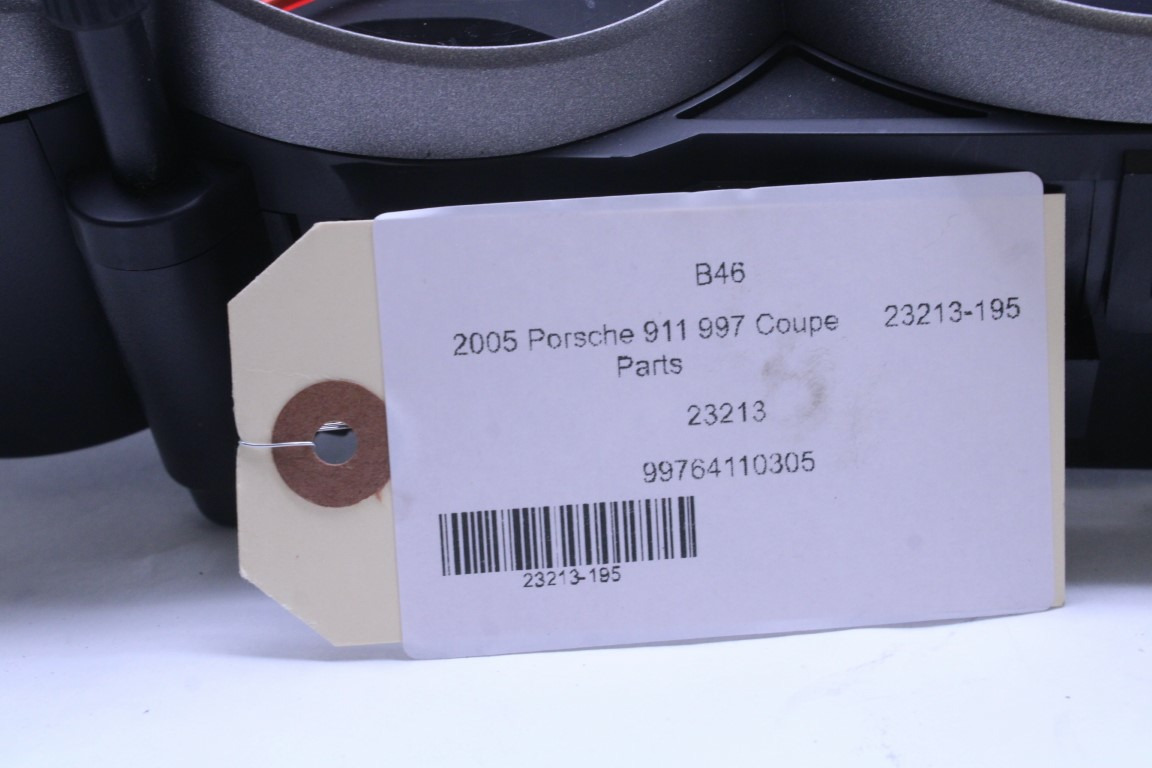 B46
2005 Porsche 911 997 Coupe 23213-195
Parts
23213
99764110305
23213-195